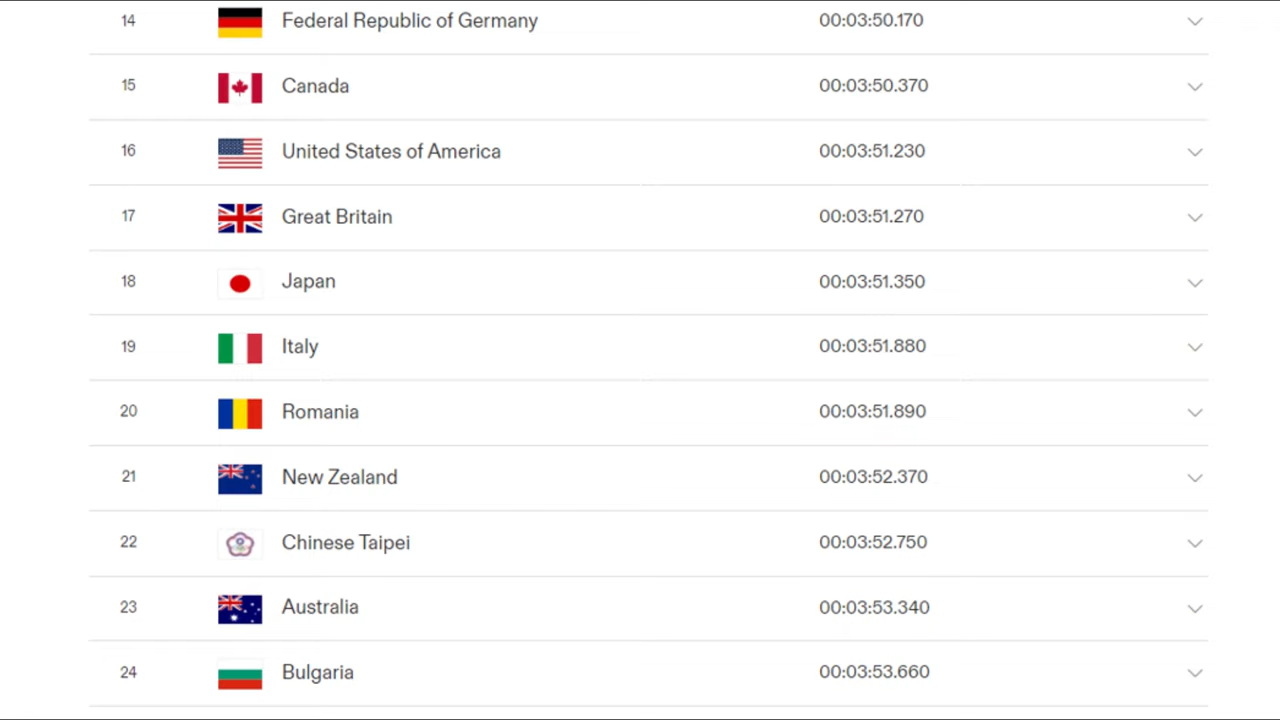 14 Federal Republic of Germany 00:03:50.170
15 Canada 00:03:50.370
16 United States of America 00:03:51.230
17 Great Britain 00:03:51.270
18 Japan 00:03:51.350
19 Italy 00:03:51.880
20 Romania 00:03:51.890
21 New Zealand 00:03:52.370
22 Chinese Taipei 00:03:52.750
23 Australia 00:03:53.340
24 Bulgaria 00:03:53.660